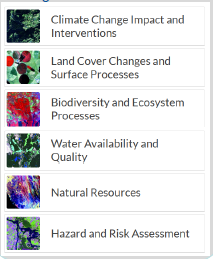 Climate Change Impact and
Interventions
Land Cover Changes and
Surface Processes
Biodiversity and Ecosystem
Processes
Water Availability and
Quality
Natural Resources
Hazard and Risk Assessment